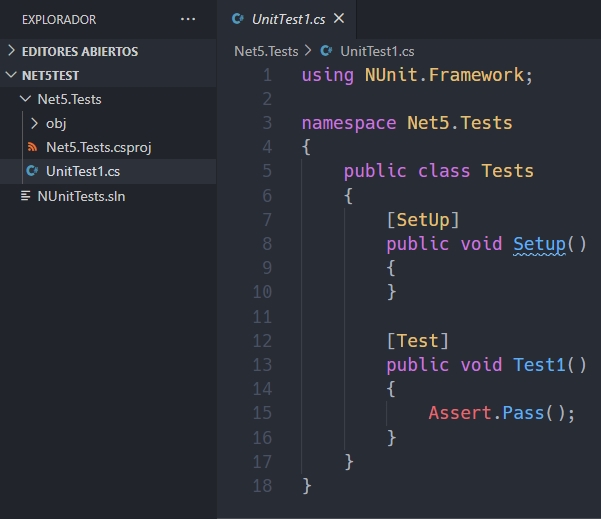 EXPLORADOR ...
EDITORES ABIERTOS
NET5TEST
Net5.Tests
obj
Net5.Tests.csproj
UnitTest1.cs
NUnitTests.sln
UnitTest1.cs
Net5.Tests > UnitTest1.cs
1 using NUnit.Framework;
2
3 namespace Net5.Tests
4 {
5     public class Tests
6     {
7         [SetUp]
8         public void Setup()
9         {
10         }
11
12         [Test]
13         public void Test1()
14         {
15             Assert.Pass();
16         }
17     }
18 }